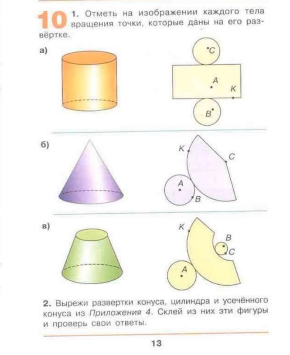 10 1. Отметь на изображении каждого тела
вращения точки, которые даны на его раз-
вёртке.
а)
C
A
K
B
б)
K
C
A
B
в)
K
B
C
A
2. Вырежи развертки конуса, цилиндра и усечённого
конуса из Приложения 4. Склей из них эти фигуры
и проверь свои ответы.
13